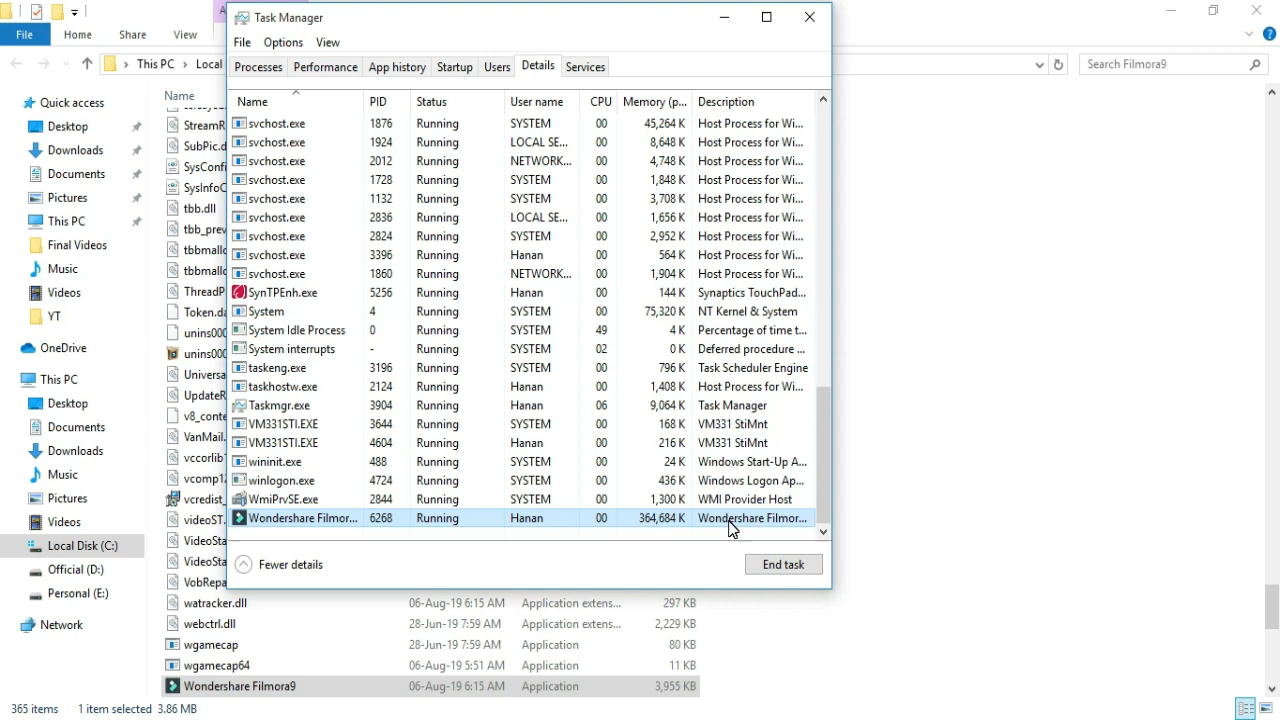 Task Manager
File Home Share View
File Options View
This PC Local
Search Filmora9
Processes Performance App history Startup Users Details Services
Name PID Status User name CPU Memory (p... Description
svchost.exe 1876 Running SYSTEM 00 45,264 K Host Process for Wi...
svchost.exe 1924 Running LOCAL SE... 00 8,648 K Host Process for Wi...
svchost.exe 2012 Running NETWORK... 00 4,748 K Host Process for Wi...
svchost.exe 1728 Running SYSTEM 00 1,848 K Host Process for Wi...
svchost.exe 1132 Running SYSTEM 00 3,708 K Host Process for Wi...
svchost.exe 2836 Running LOCAL SE... 00 1,656 K Host Process for Wi...
svchost.exe 2824 Running SYSTEM 00 2,952 K Host Process for Wi...
svchost.exe 3396 Running Hanan 00 564 K Host Process for Wi...
svchost.exe 1860 Running NETWORK... 00 1,904 K Host Process for Wi...
SynTPEnh.exe 5256 Running Hanan 00 144 K Synaptics TouchPad...
System 4 Running SYSTEM 00 75,320 K NT Kernel & System
System Idle Process 0 Running SYSTEM 49 4 K Percentage of time t...
System interrupts - Running SYSTEM 02 0 K Deferred procedure ...
taskeng.exe 3196 Running SYSTEM 00 796 K Task Scheduler Engine
taskhostw.exe 2124 Running Hanan 00 1,408 K Host Process for Wi...
Taskmgr.exe 3904 Running Hanan 06 9,064 K Task Manager
VM331STI.EXE 3644 Running SYSTEM 00 168 K VM331 StiMnt
VM331STI.EXE 4604 Running Hanan 00 216 K VM331 StiMnt
wininit.exe 488 Running SYSTEM 00 24 K Windows Start-Up A...
winlogon.exe 4724 Running SYSTEM 00 436 K Windows Logon Ap...
WmiPrvSE.exe 2844 Running SYSTEM 00 1,300 K WMI Provider Host
Wondershare Filmor... 6268 Running Hanan 00 364,684 K Wondershare Filmor...
Fewer details End task
Quick access
Desktop
Downloads
Documents
Pictures
This PC
Final Videos
Music
Videos
YT
OneDrive
This PC
Desktop
Documents
Downloads
Music
Pictures
Videos
Local Disk (C:)
Official (D:)
Personal (E:)
Network
Name
StreamR
SubPic.d
SysConfi
SysInfoC
tbb.dll
tbb_prev
tbbmallo
tbbmallo
ThreadP
Token.da
unins000
unins000
Universa
UpdateR
v8_conte
VanMail.
vccorlib
vcomp1
vcredist_
videoST.
VideoSta
VideoSta
VobRepa
watracker.dll 06-Aug-19 6:15 AM Application extens... 297 KB
webctrl.dll 28-Jun-19 7:59 AM Application extens... 2,229 KB
wgamecap 28-Jun-19 7:59 AM Application 80 KB
wgamecap64 06-Aug-19 5:51 AM Application 11 KB
Wondershare Filmora9 06-Aug-19 6:15 AM Application 3,955 KB
365 items 1 item selected 3.86 MB